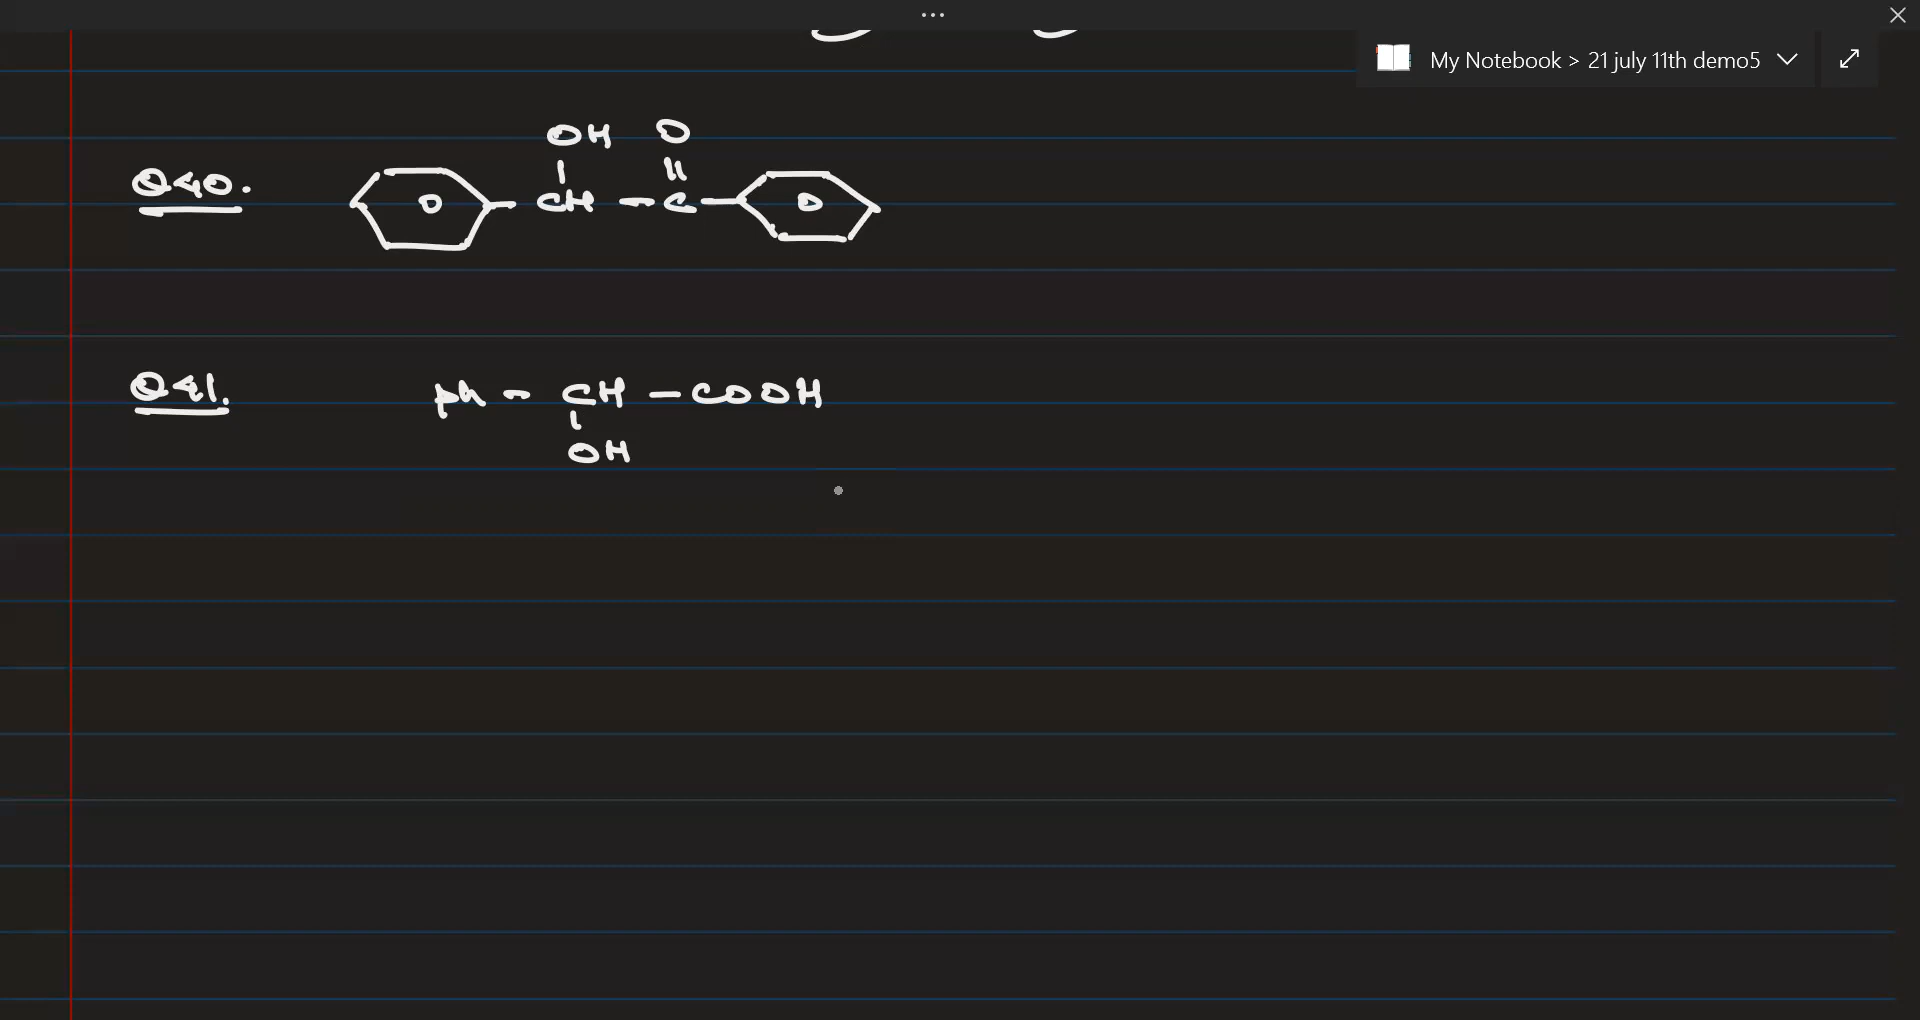 My Notebook > 21 july 11th demo5
OH O
Q40. CH - C -
Q41. Ph - CH - COOH
OH